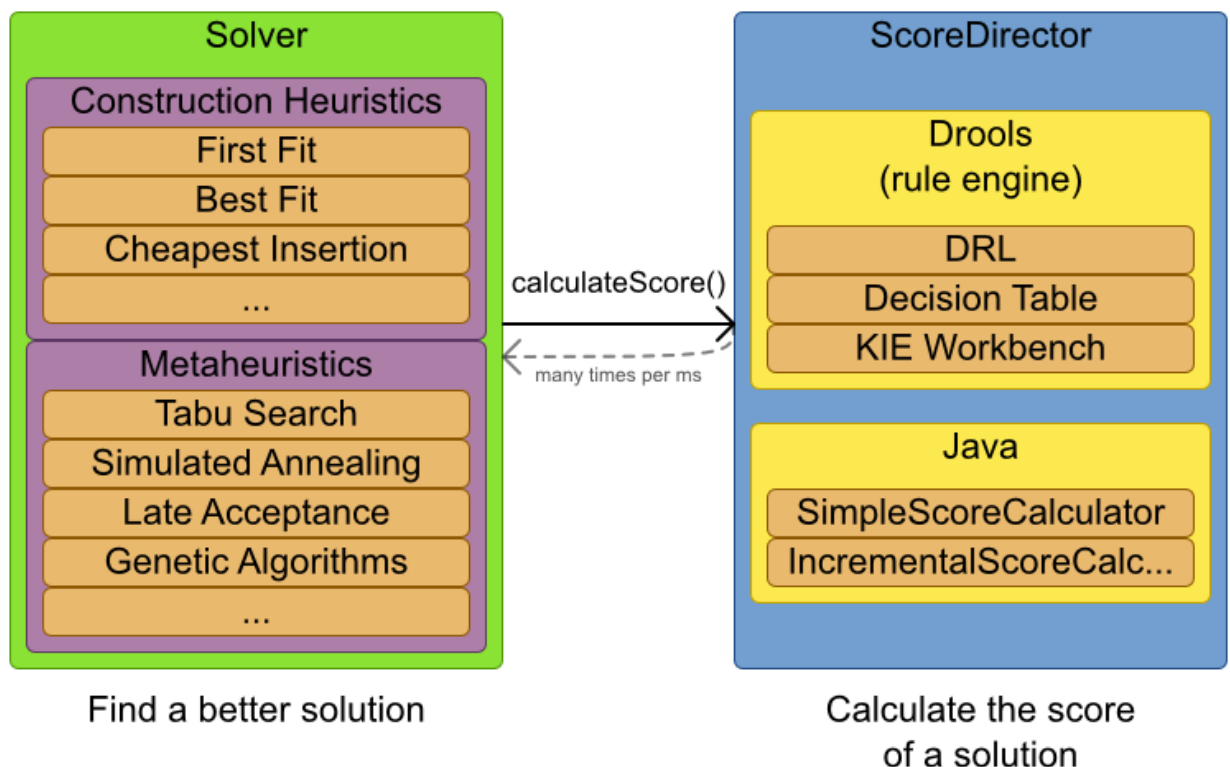 Solver
Construction Heuristics
First Fit
Best Fit
Cheapest Insertion
...
Metaheuristics
Tabu Search
Simulated Annealing
Late Acceptance
Genetic Algorithms
...
Find a better solution
calculateScore()
many times per ms
ScoreDirector
Drools
(rule engine)
DRL
Decision Table
KIE Workbench
Java
SimpleScoreCalculator
IncrementalScoreCalc...
Calculate the score
of a solution